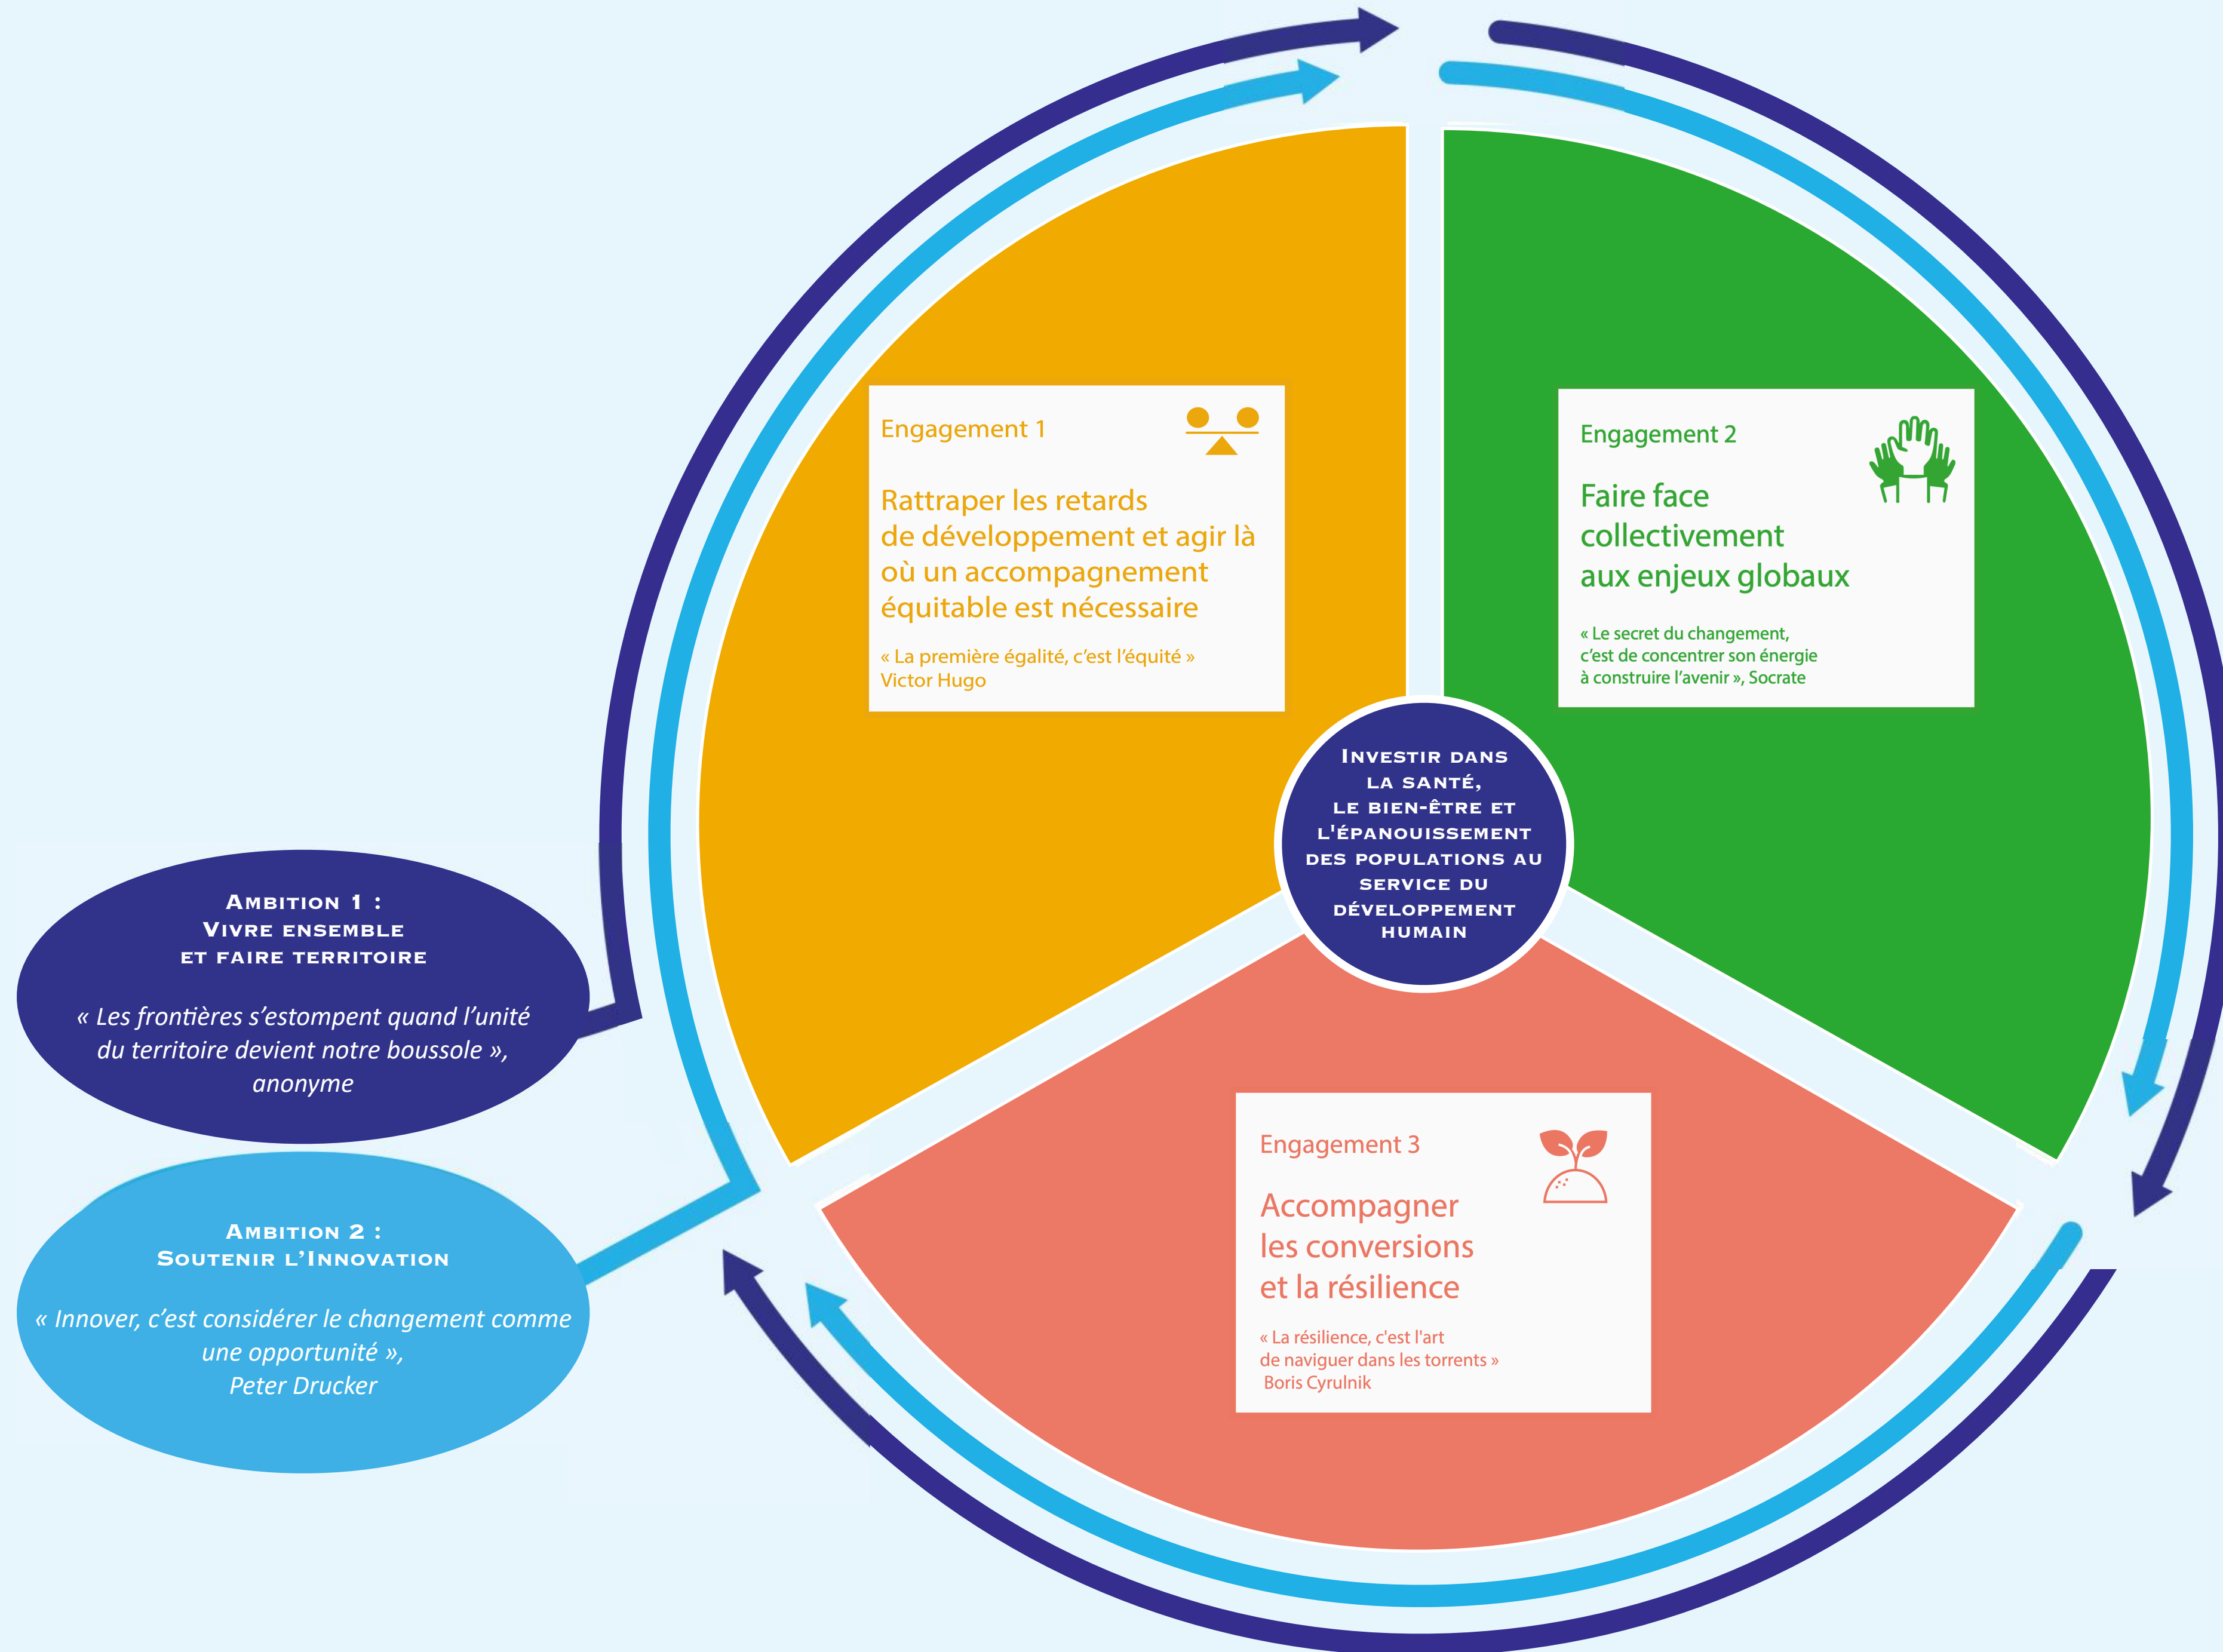 Engagement 1
Rattraper les retards
de développement et agir là
où un accompagnement
équitable est nécessaire
« La première égalité, c’est l’équité »
Victor Hugo
Engagement 2
Faire face
collectivement
aux enjeux globaux
« Le secret du changement,
c’est de concentrer son énergie
à construire l’avenir », Socrate
Investir dans
la santé,
le bien-être et
l'épanouissement
des populations au
service du
développement
humain
Ambition 1 :
Vivre ensemble
et faire territoire
« Les frontières s’estompent quand l’unité
du territoire devient notre boussole »,
anonyme
Ambition 2 :
Soutenir l’Innovation
« Innover, c’est considérer le changement comme
une opportunité »,
Peter Drucker
Engagement 3
Accompagner
les conversions
et la résilience
« La résilience, c'est l'art
de naviguer dans les torrents »
Boris Cyrulnik